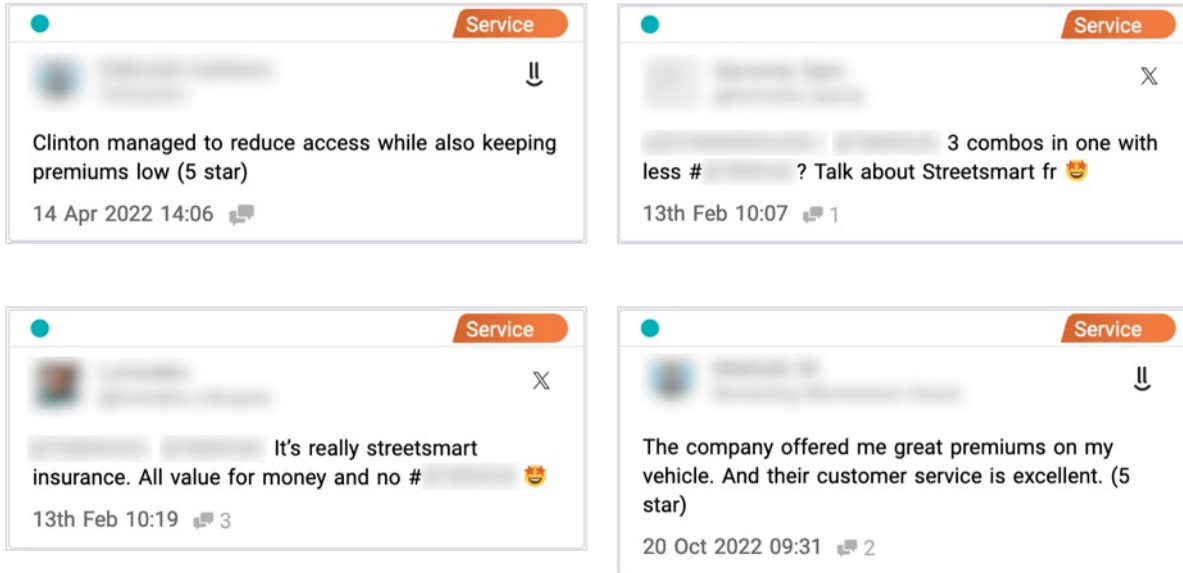 Service
Clinton managed to reduce access while also keeping
premiums low (5 star)
14 Apr 2022 14:06
Service
3 combos in one with
less # ? Talk about Streetsmart fr 🤩
13th Feb 10:07 1
Service
It's really streetsmart
insurance. All value for money and no # 🤩
13th Feb 10:19 3
Service
The company offered me great premiums on my
vehicle. And their customer service is excellent. (5
star)
20 Oct 2022 09:31 2